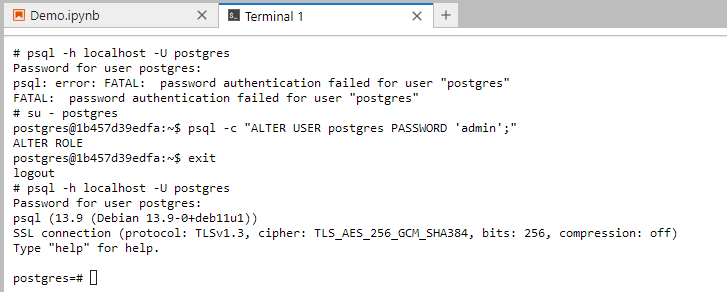 Demo.ipynb
Terminal 1
# psql -h localhost -U postgres
Password for user postgres:
psql: error: FATAL:  password authentication failed for user "postgres"
FATAL:  password authentication failed for user "postgres"
# su - postgres
postgres@1b457d39edfa:~$ psql -c "ALTER USER postgres PASSWORD 'admin';"
ALTER ROLE
postgres@1b457d39edfa:~$ exit
logout
# psql -h localhost -U postgres
Password for user postgres:
psql (13.9 (Debian 13.9-0+deb11u1))
SSL connection (protocol: TLSv1.3, cipher: TLS_AES_256_GCM_SHA384, bits: 256, compression: off)
Type "help" for help.
postgres=#